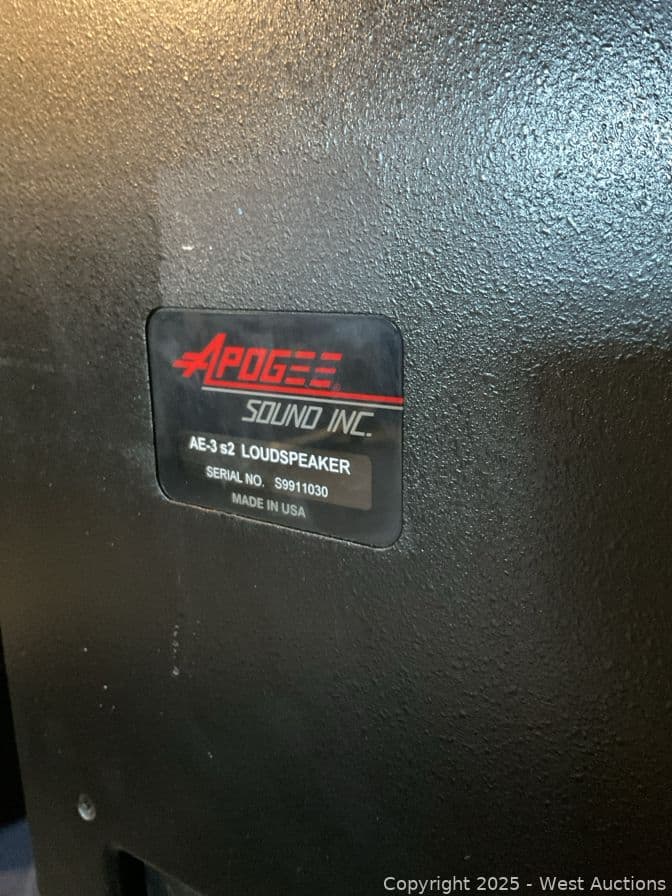 APOGEE®
SOUND INC.
AE-3 s2 LOUDSPEAKER
SERIAL NO. S9911030
MADE IN USA
Copyright 2025 - West Auctions